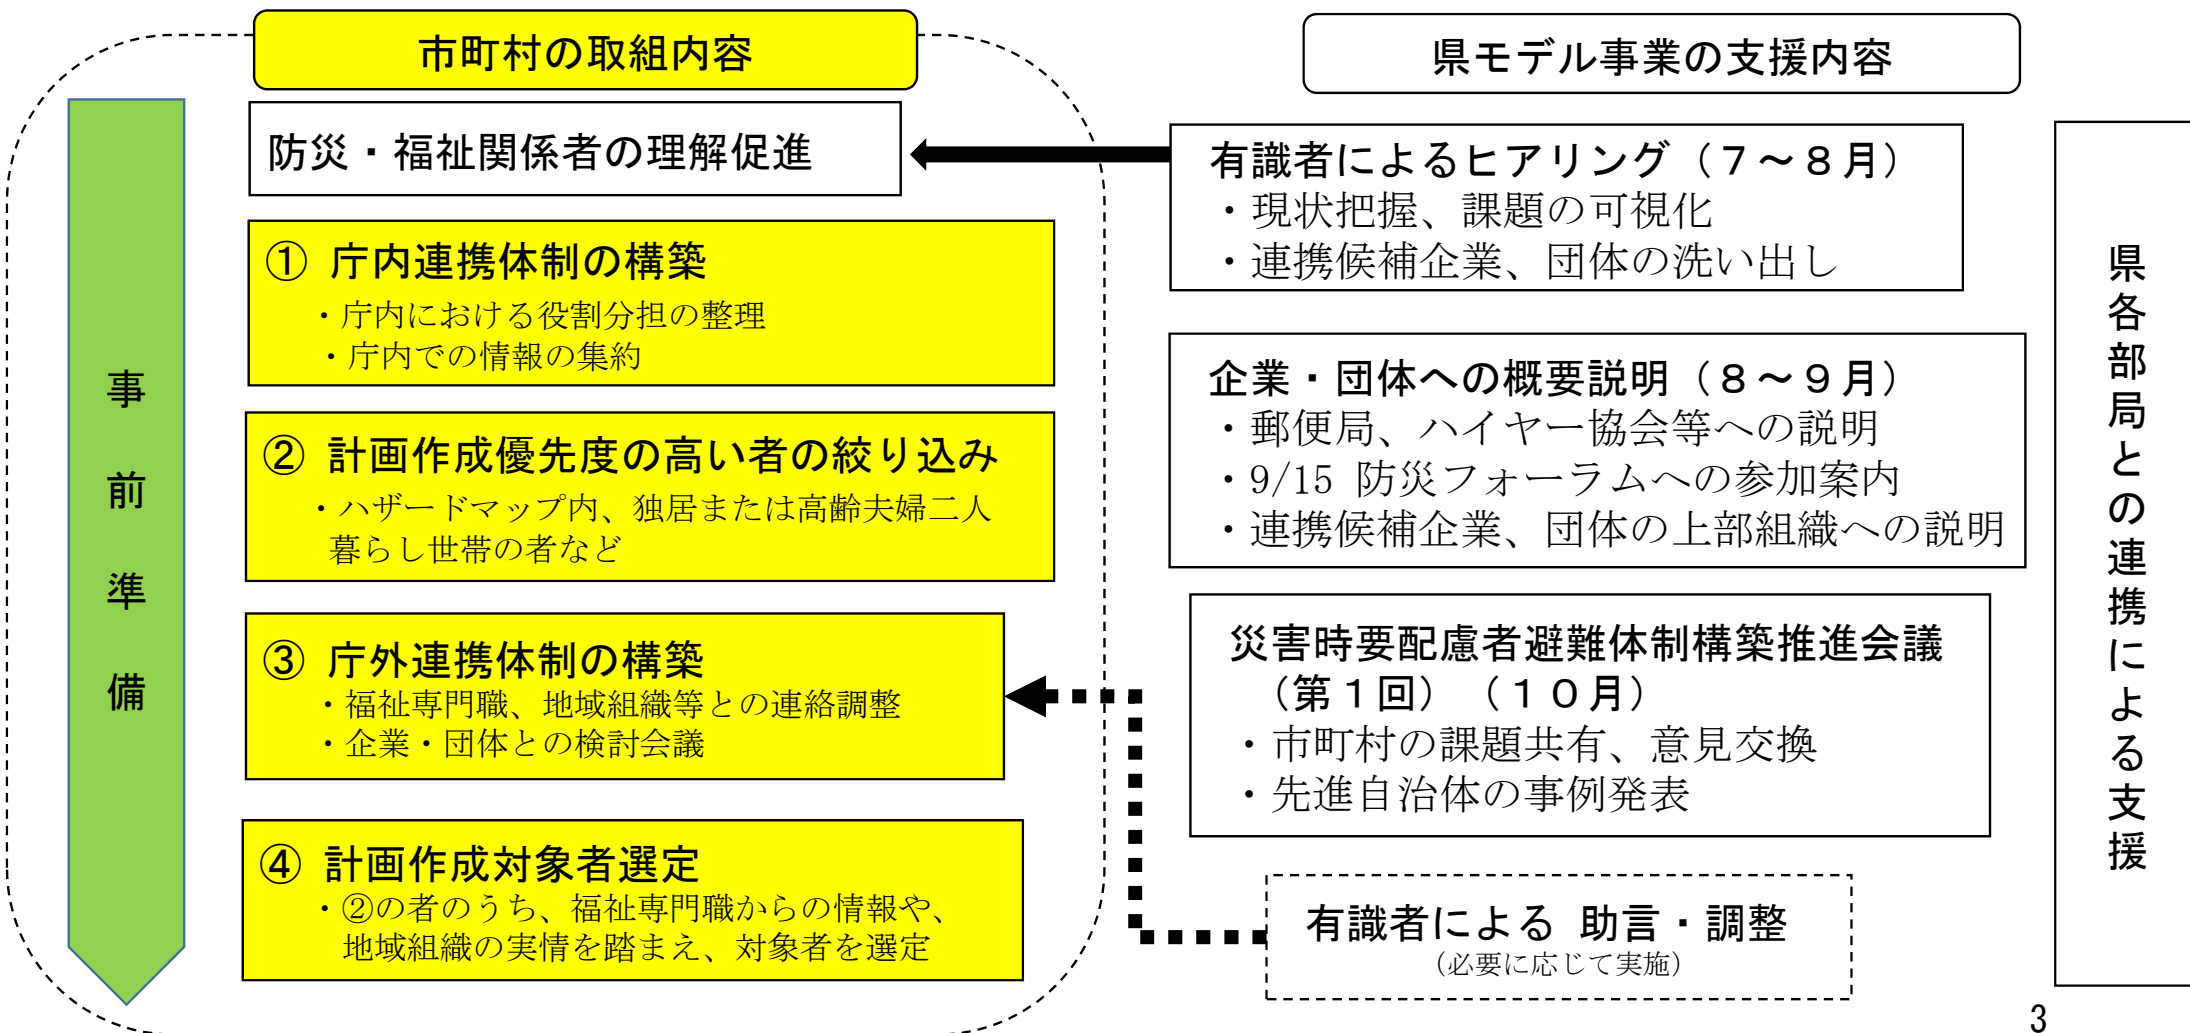 市町村の取組内容
事前準備
防災・福祉関係者の理解促進
① 庁内連携体制の構築
・庁内における役割分担の整理
・庁内での情報の集約
② 計画作成優先度の高い者の絞り込み
・ハザードマップ内、独居または高齢夫婦二人
暮らし世帯の者など
③ 庁外連携体制の構築
・福祉専門職、地域組織等との連絡調整
・企業・団体との検討会議
④ 計画作成対象者選定
・②の者のうち、福祉専門職からの情報や、
地域組織の実情を踏まえ、対象者を選定
県モデル事業の支援内容
有識者によるヒアリング（７～８月）
・現状把握、課題の可視化
・連携候補企業、団体の洗い出し
企業・団体への概要説明（８～９月）
・郵便局、ハイヤー協会等への説明
・9/15 防災フォーラムへの参加案内
・連携候補企業、団体の上部組織への説明
災害時要配慮者避難体制構築推進会議
（第１回）（１０月）
・市町村の課題共有、意見交換
・先進自治体の事例発表
有識者による 助言・調整
（必要に応じて実施）
県各部局との連携による支援
3